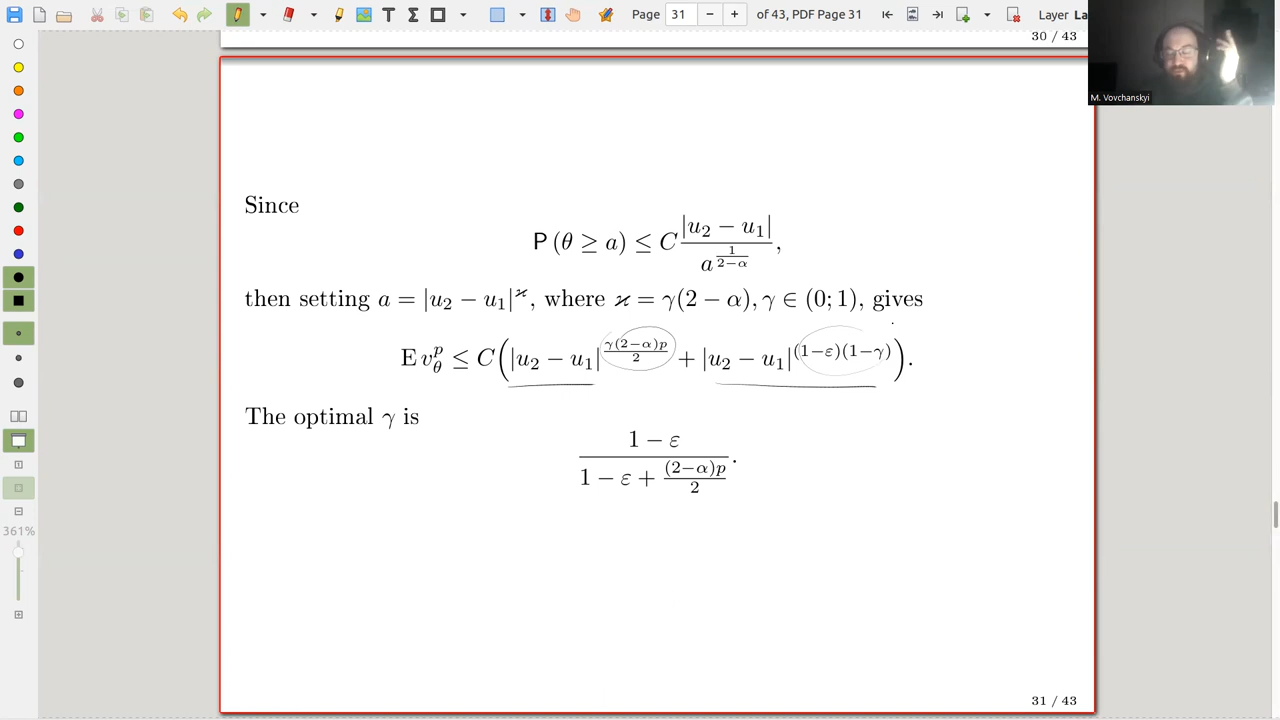 Page 31 − + of 43, PDF Page 31 Layer La
M. Vovchanskyi
30 / 43
Since
P (θ ≥ a) ≤ C |u₂ − u₁| / a^{1/(2−α)},
then setting a = |u₂ − u₁|^ϰ, where ϰ = γ(2 − α), γ ∈ (0; 1), gives
E v_θ^p ≤ C(|u₂ − u₁|^{γ(2−α)p/2} + |u₂ − u₁|^{(1−ε)(1−γ)}).
The optimal γ is
(1 − ε) / (1 − ε + (2−α)p/2).
361%
31 / 43